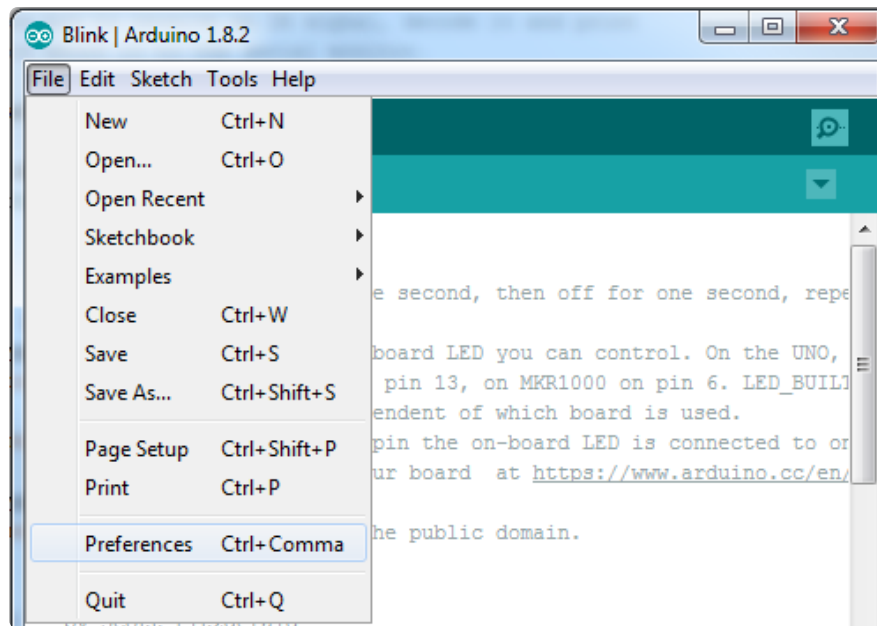 Blink | Arduino 1.8.2
File Edit Sketch Tools Help
New Ctrl+N
Open... Ctrl+O
Open Recent
Sketchbook
Examples
Close Ctrl+W
Save Ctrl+S
Save As... Ctrl+Shift+S
Page Setup Ctrl+Shift+P
Print Ctrl+P
Preferences Ctrl+Comma
Quit Ctrl+Q
e second, then off for one second, repe
board LED you can control. On the UNO,
pin 13, on MKR1000 on pin 6. LED_BUILT
endent of which board is used.
pin the on-board LED is connected to on
ur board at https://www.arduino.cc/en/
he public domain.